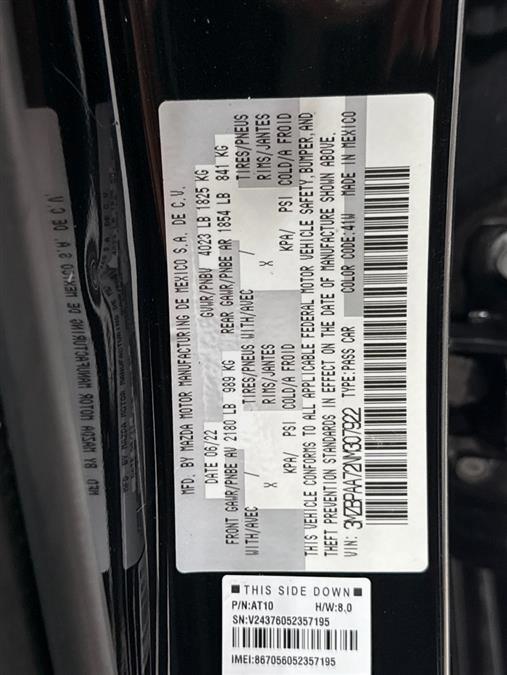 MFD. BY MAZDA MOTOR MANUFACTURING DE MEXICO S.A. DE C.V.
DATE 06/22 GVWR/PNBV 4023 LB 1825 KG
FRONT GAWR/PNBE AV 2180 LB 989 KG REAR GAWR/PNBE AR 1854 LB 841 KG
WITH/AVEC TIRES/PNEUS WITH/AVEC TIRES/PNEUS
X RIMS/JANTES X RIMS/JANTES
KPA/ PSI COLD/A FROID KPA/ PSI COLD/A FROID
THIS VEHICLE CONFORMS TO ALL APPLICABLE FEDERAL MOTOR VEHICLE SAFETY, BUMPER, AND
THEFT PREVENTION STANDARDS IN EFFECT ON THE DATE OF MANUFACTURE SHOWN ABOVE.
VIN: 3MZBPAA72NM307922 TYPE:PASS CAR COLOR CODE:41W MADE IN MEXICO
THIS SIDE DOWN
P/N:AT10 H/W:8.0
SN:V24376052357195
IMEI:867056052357195